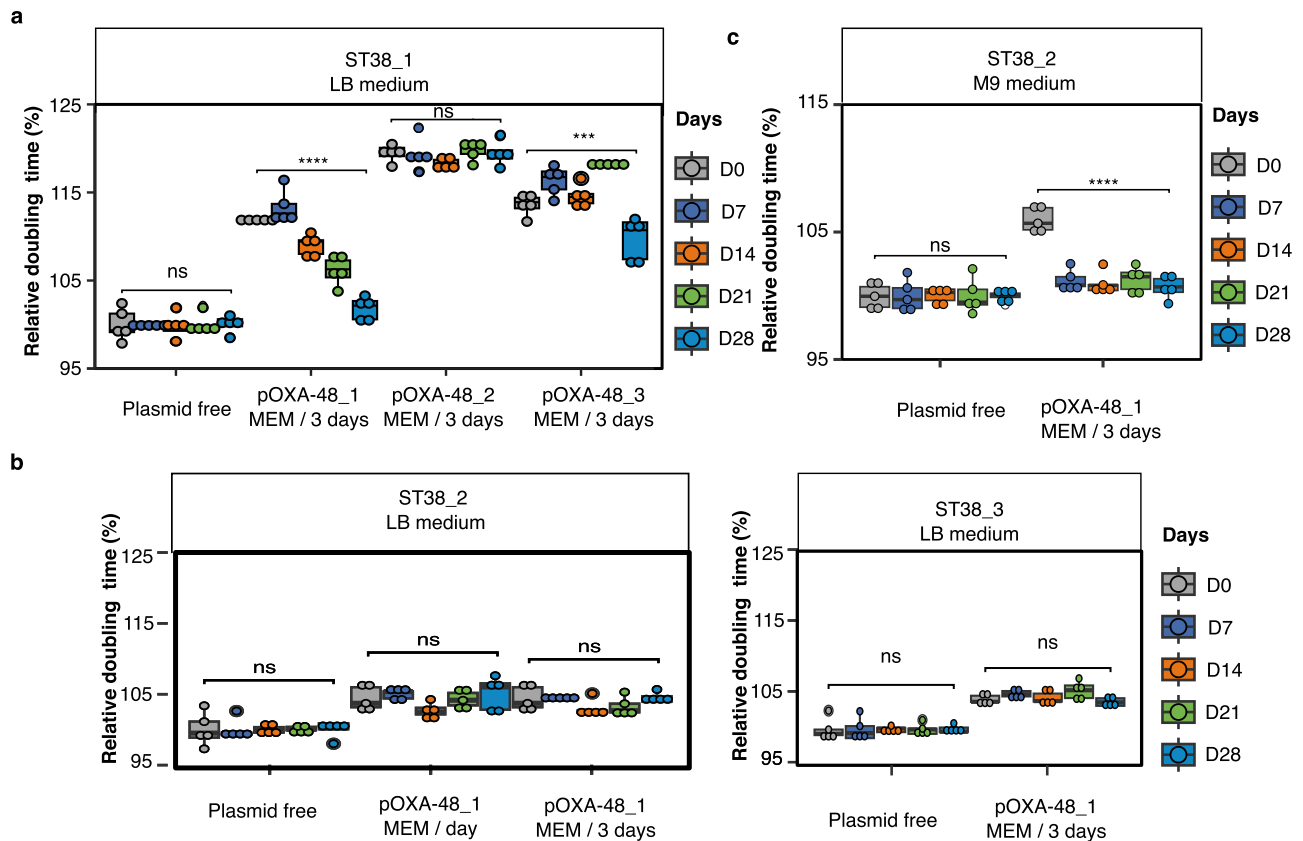 a
ST38_1
LB medium
Relative doubling time (%)
125
115
105
95
ns
****
ns
***
Plasmid free
pOXA-48_1
MEM / 3 days
pOXA-48_2
MEM / 3 days
pOXA-48_3
MEM / 3 days
Days
D0
D7
D14
D21
D28
c
ST38_2
M9 medium
Relative doubling time (%)
115
105
95
ns
****
Plasmid free
pOXA-48_1
MEM / 3 days
Days
D0
D7
D14
D21
D28
b
ST38_2
LB medium
Relative doubling time (%)
125
115
105
95
ns
ns
ns
Plasmid free
pOXA-48_1
MEM / day
pOXA-48_1
MEM / 3 days
ST38_3
LB medium
Relative doubling time (%)
125
115
105
95
ns
ns
Plasmid free
pOXA-48_1
MEM / 3 days
Days
D0
D7
D14
D21
D28